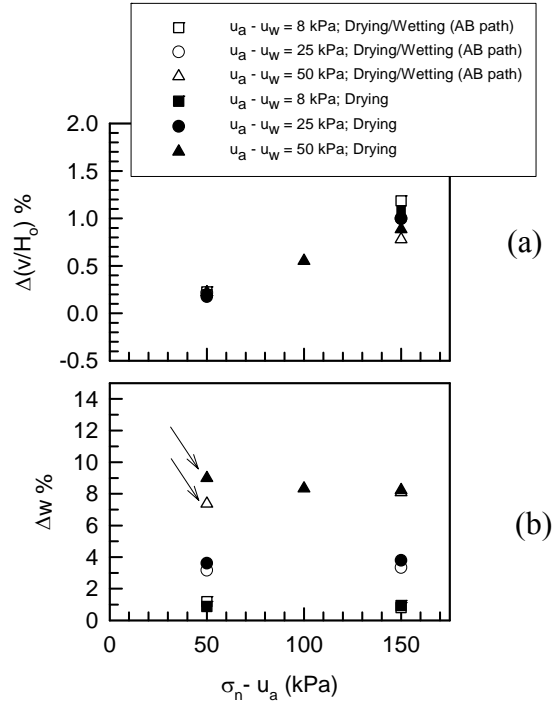 u_a - u_w = 8 kPa; Drying/Wetting (AB path)
u_a - u_w = 25 kPa; Drying/Wetting (AB path)
u_a - u_w = 50 kPa; Drying/Wetting (AB path)
u_a - u_w = 8 kPa; Drying
u_a - u_w = 25 kPa; Drying
u_a - u_w = 50 kPa; Drying
2.0
1.5
1.0
0.5
0.0
-0.5
Δ(v/H_o) %
(a)
14
12
10
8
6
4
2
0
Δw %
(b)
0 50 100 150
σ_n - u_a (kPa)